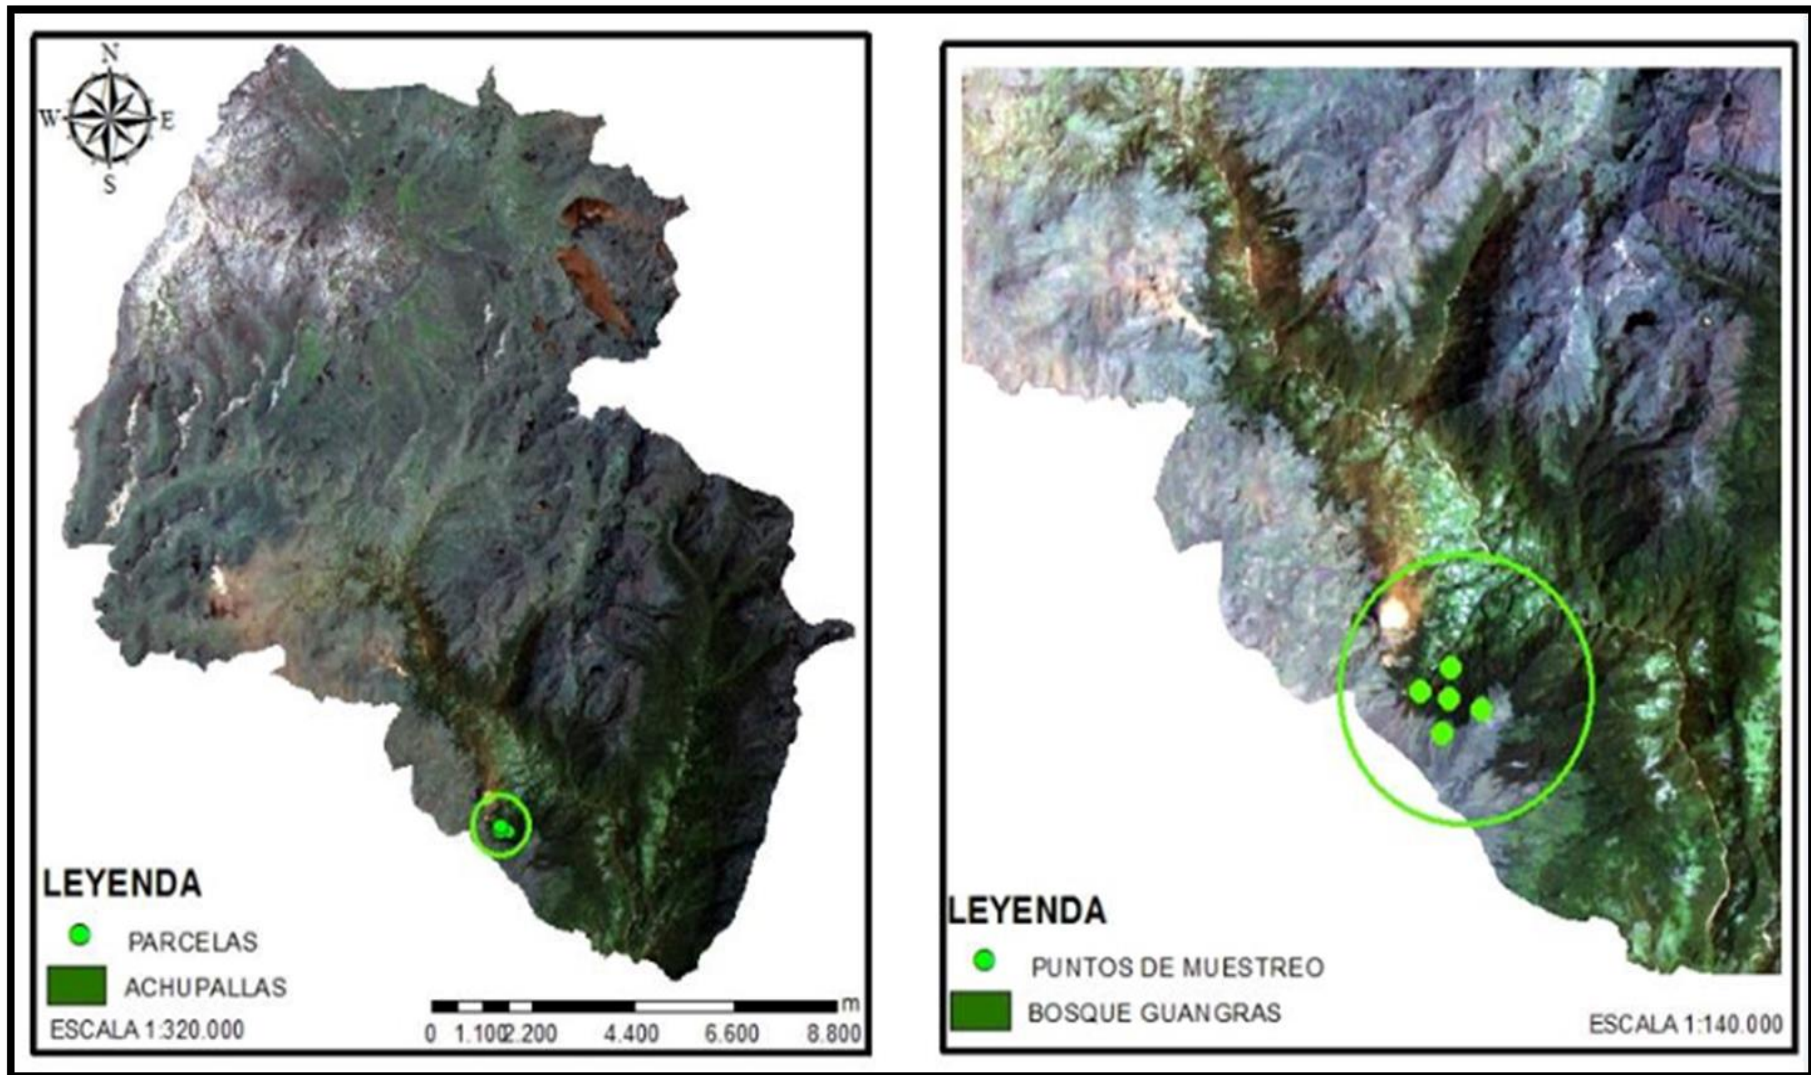 N
W E
S
LEYENDA
PARCELAS
ACHUPALLAS
ESCALA 1:320.000
m
0 1.100 2.200 4.400 6.600 8.800
LEYENDA
PUNTOS DE MUESTREO
BOSQUE GUANGRAS
ESCALA 1:140.000